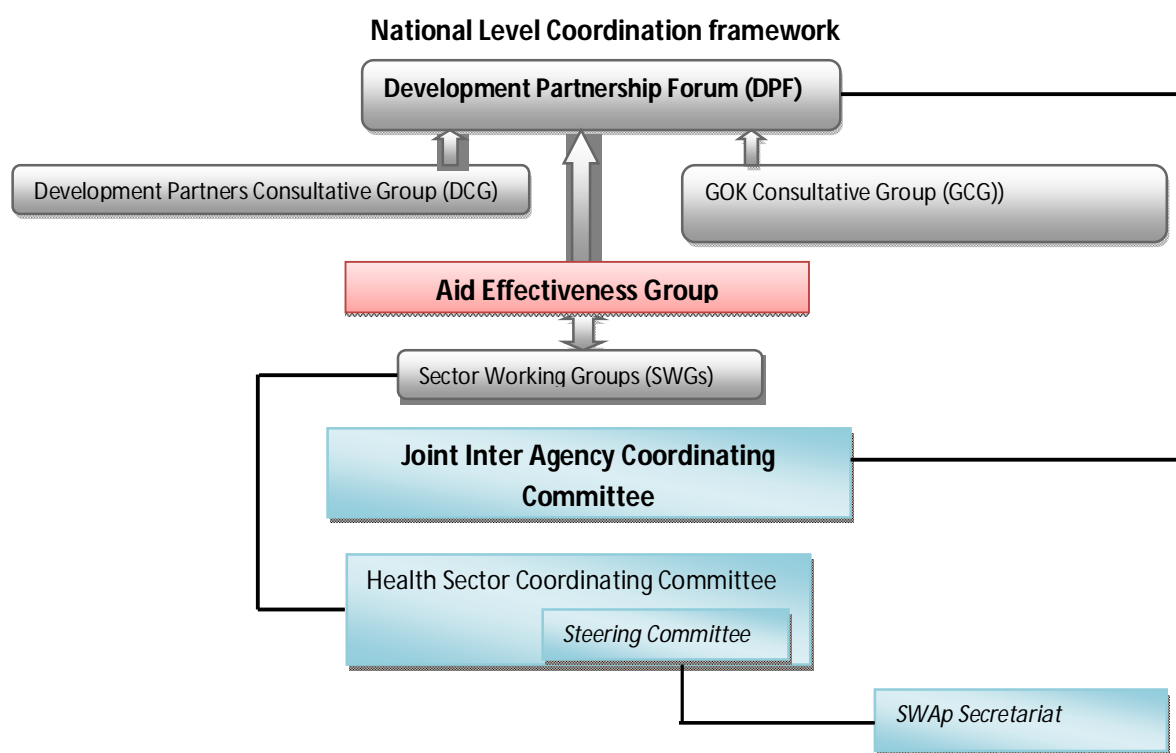 National Level Coordination framework
Development Partnership Forum (DPF)
Development Partners Consultative Group (DCG)
GOK Consultative Group (GCG))
Aid Effectiveness Group
Sector Working Groups (SWGs)
Joint Inter Agency Coordinating
Committee
Health Sector Coordinating Committee
Steering Committee
SWAp Secretariat